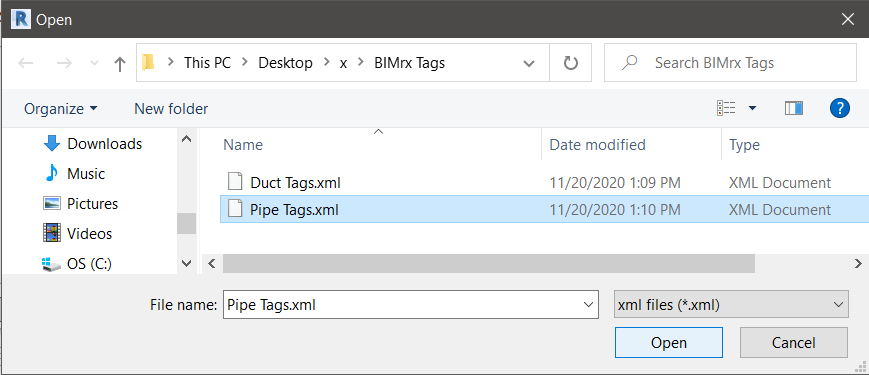 R Open
This PC > Desktop > x > BIMrx Tags
Search BIMrx Tags
Organize
New folder
?
Downloads
Music
Pictures
Videos
OS (C:)
Name Date modified Type
Duct Tags.xml 11/20/2020 1:09 PM XML Document
Pipe Tags.xml 11/20/2020 1:10 PM XML Document
File name: Pipe Tags.xml xml files (*.xml)
Open Cancel